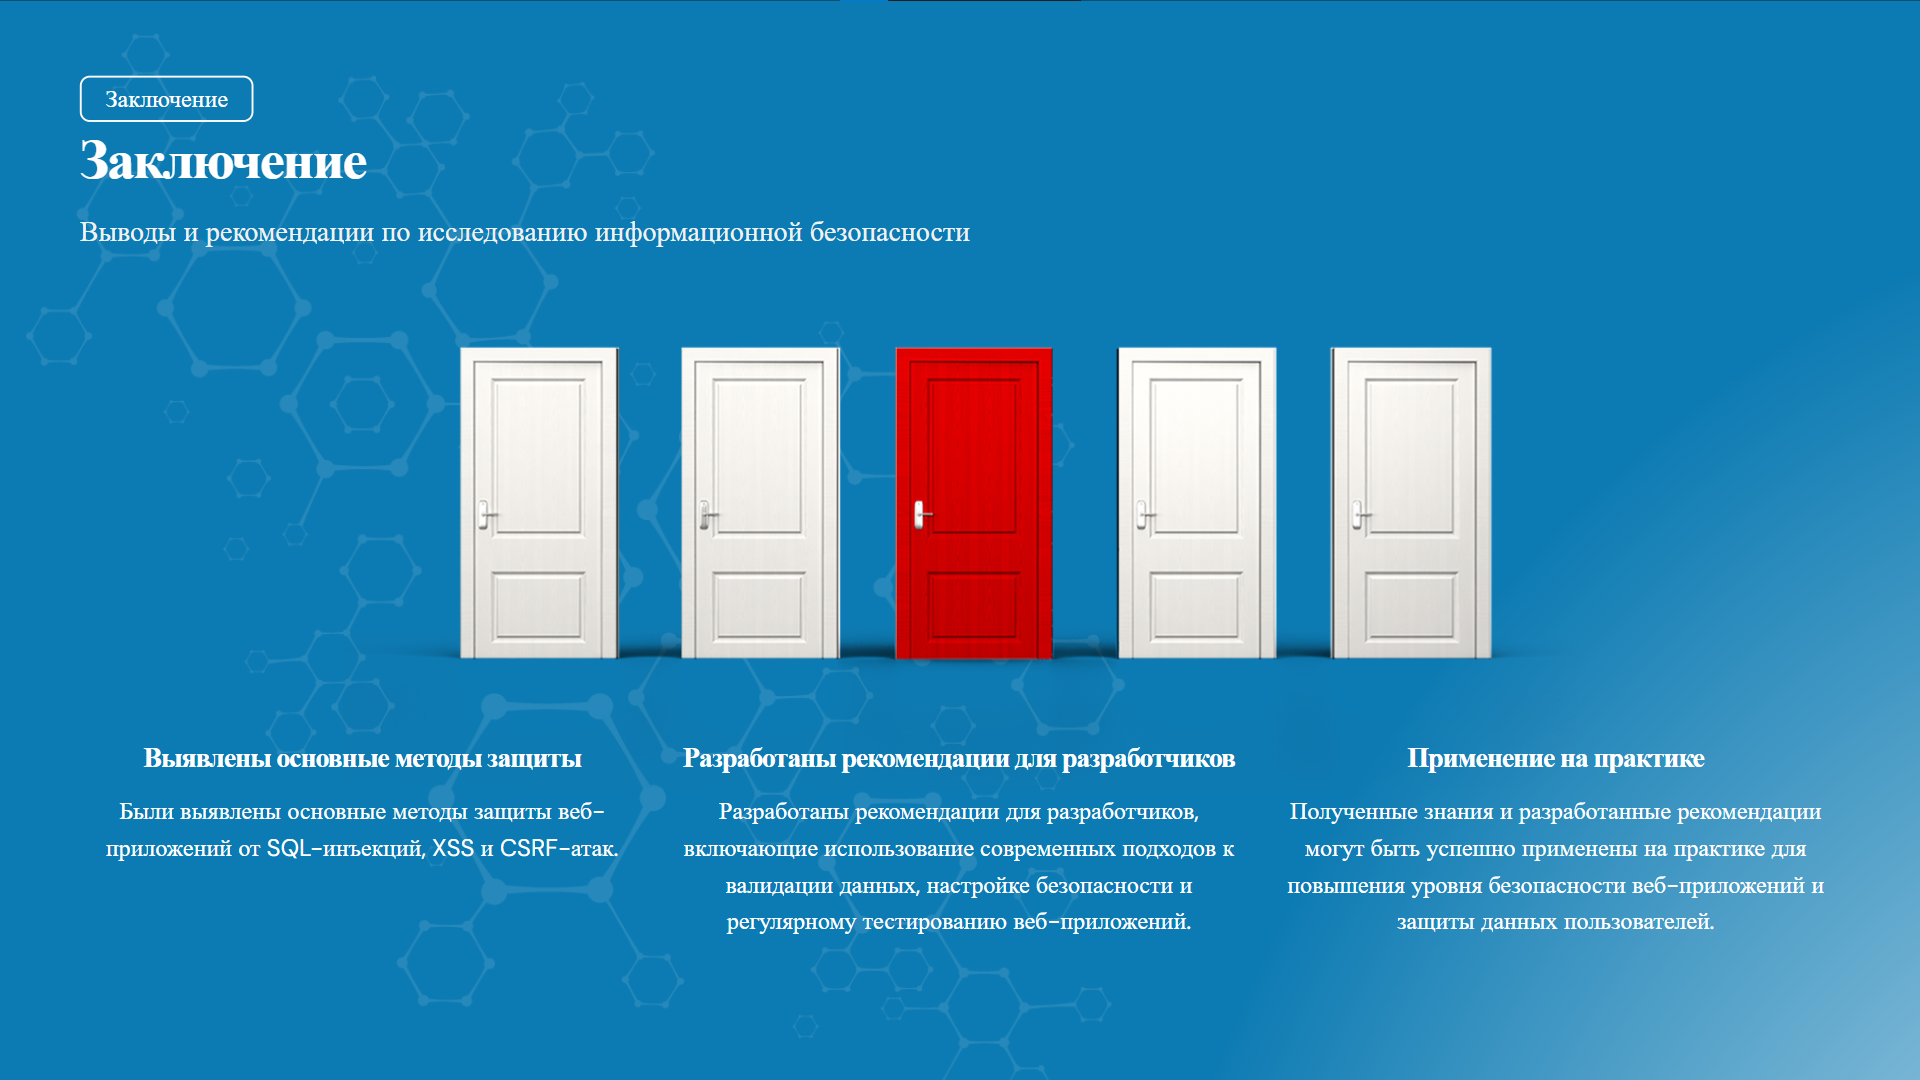 Заключение
Заключение
Выводы и рекомендации по исследованию информационной безопасности
Выявлены основные методы защиты
Были выявлены основные методы защиты веб-
приложений от SQL-инъекций, XSS и CSRF-атак.
Разработаны рекомендации для разработчиков
Разработаны рекомендации для разработчиков,
включающие использование современных подходов к
валидации данных, настройке безопасности и
регулярному тестированию веб-приложений.
Применение на практике
Полученные знания и разработанные рекомендации
могут быть успешно применены на практике для
повышения уровня безопасности веб-приложений и
защиты данных пользователей.